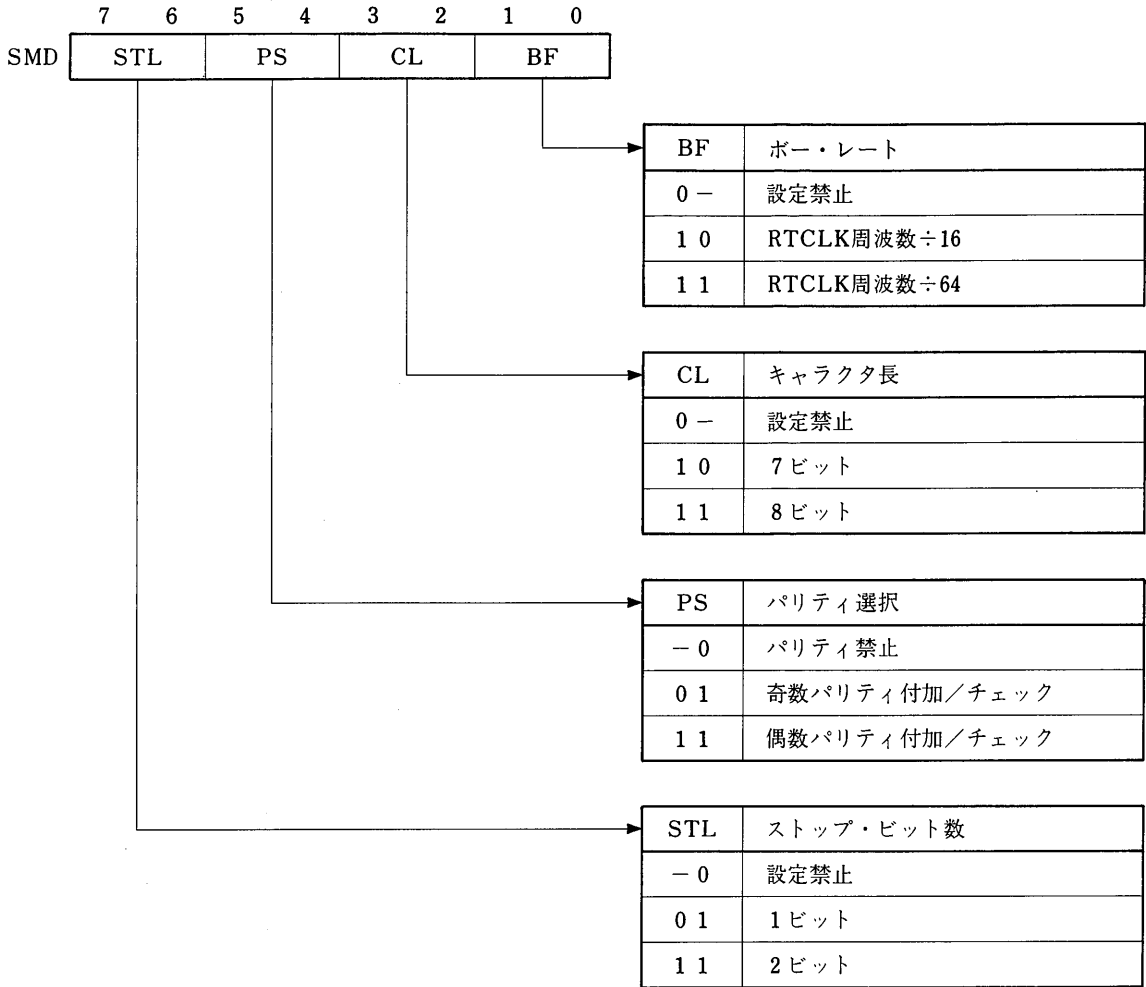 7 6 5 4 3 2 1 0
SMD STL PS CL BF
BF ボー・レート
0 − 設定禁止
1 0 RTCLK周波数÷16
1 1 RTCLK周波数÷64
CL キャラクタ長
0 − 設定禁止
1 0 7ビット
1 1 8ビット
PS パリティ選択
− 0 パリティ禁止
0 1 奇数パリティ付加/チェック
1 1 偶数パリティ付加/チェック
STL ストップ・ビット数
− 0 設定禁止
0 1 1ビット
1 1 2ビット